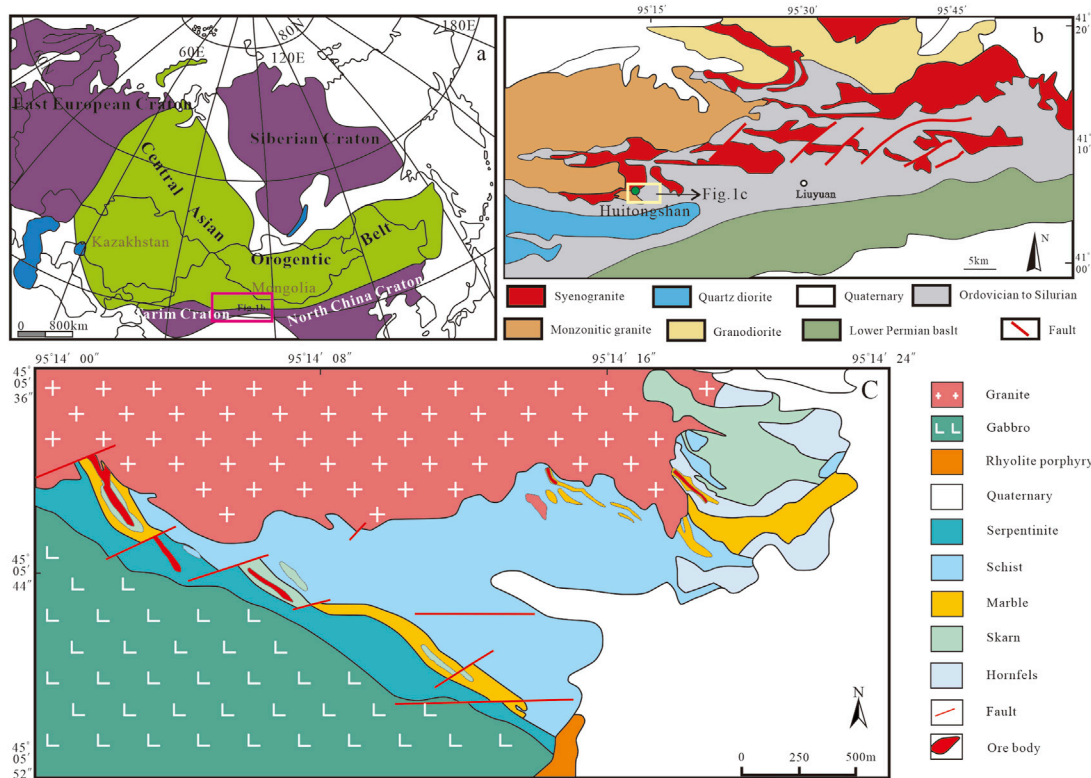 a
180E
80N
60E
120E
East European Craton
Siberian Craton
Central Asian Orogentic Belt
Kazakhstan
Mongolia
Fig.1b
Tarim Craton
North China Craton
0 800km
b
95°15′ 95°30′ 95°45′
41°
20′
41°
10′
41°
00′
Fig.1c
Huitongshan
Liuyuan
N
5km
Syenogranite
Quartz diorite
Quaternary
Ordovician to Silurian
Monzonitic granite
Granodiorite
Lower Permian baslt
Fault
C
95°14′ 00″ 95°14′ 08″ 95°14′ 16″ 95°14′ 24″
45°
05′
36″
45°
05′
44″
45°
05′
52″
N
0 250 500m
Granite
Gabbro
Rhyolite porphyry
Quaternary
Serpentinite
Schist
Marble
Skarn
Hornfels
Fault
Ore body